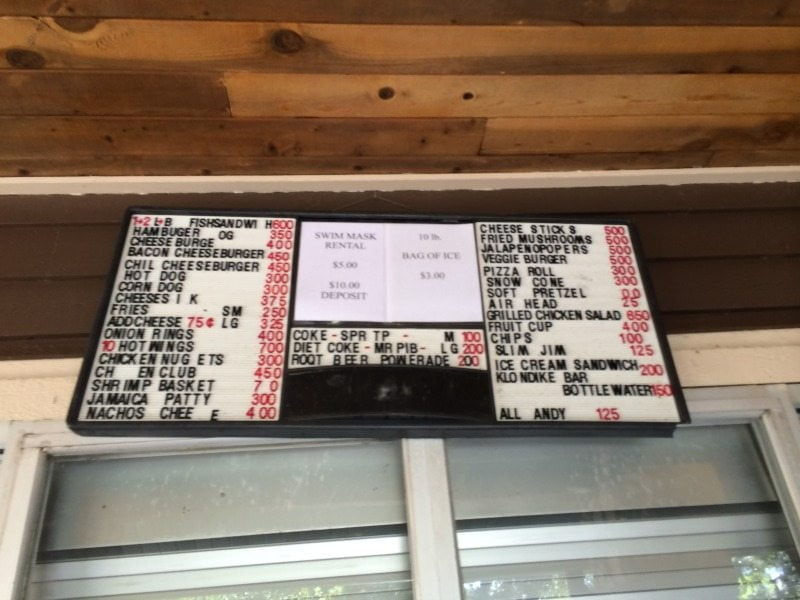 1+2 LB FISHSANDWI H 600
HAMBUGER OG 350
CHEESE BURGE 400
BACON CHEESEBURGER 450
CHIL CHEESEBURGER 450
HOT DOG 300
CORN DOG 300
CHEESES I K 375
FRIES - SM 250
ADD CHEESE 75¢ LG 325
ONION RINGS 400
10 HOT WINGS 700
CHICKEN NUG ETS 300
CH EN CLUB 450
SHR IMP BASKET 7 0
JAMAICA PATTY 300
NACHOS CHEE E 400
SWIM MASK
RENTAL
$5.00
$10.00
DEPOSIT
10 lb.
BAG OF ICE
$3.00
COKE - SPR TP - M 100
DIET COKE - MR PIB - LG 200
ROOT BEER POWERADE 200
CHEESE STICKS 500
FRIED MUSHROOMS 500
JALAPENOPOPERS 500
VEGGIE BURGER 500
PIZZA ROLL 300
SNOW CONE 300
SOFT PRETZEL 00
AIR HEAD 25
GRILLED CHICKEN SALAD 650
FRUIT CUP 400
CHIPS 100
SLIM JIM 125
ICE CREAM SANDWICH 200
KLONDIKE BAR
BOTTLE WATER 150
ALL ANDY 125